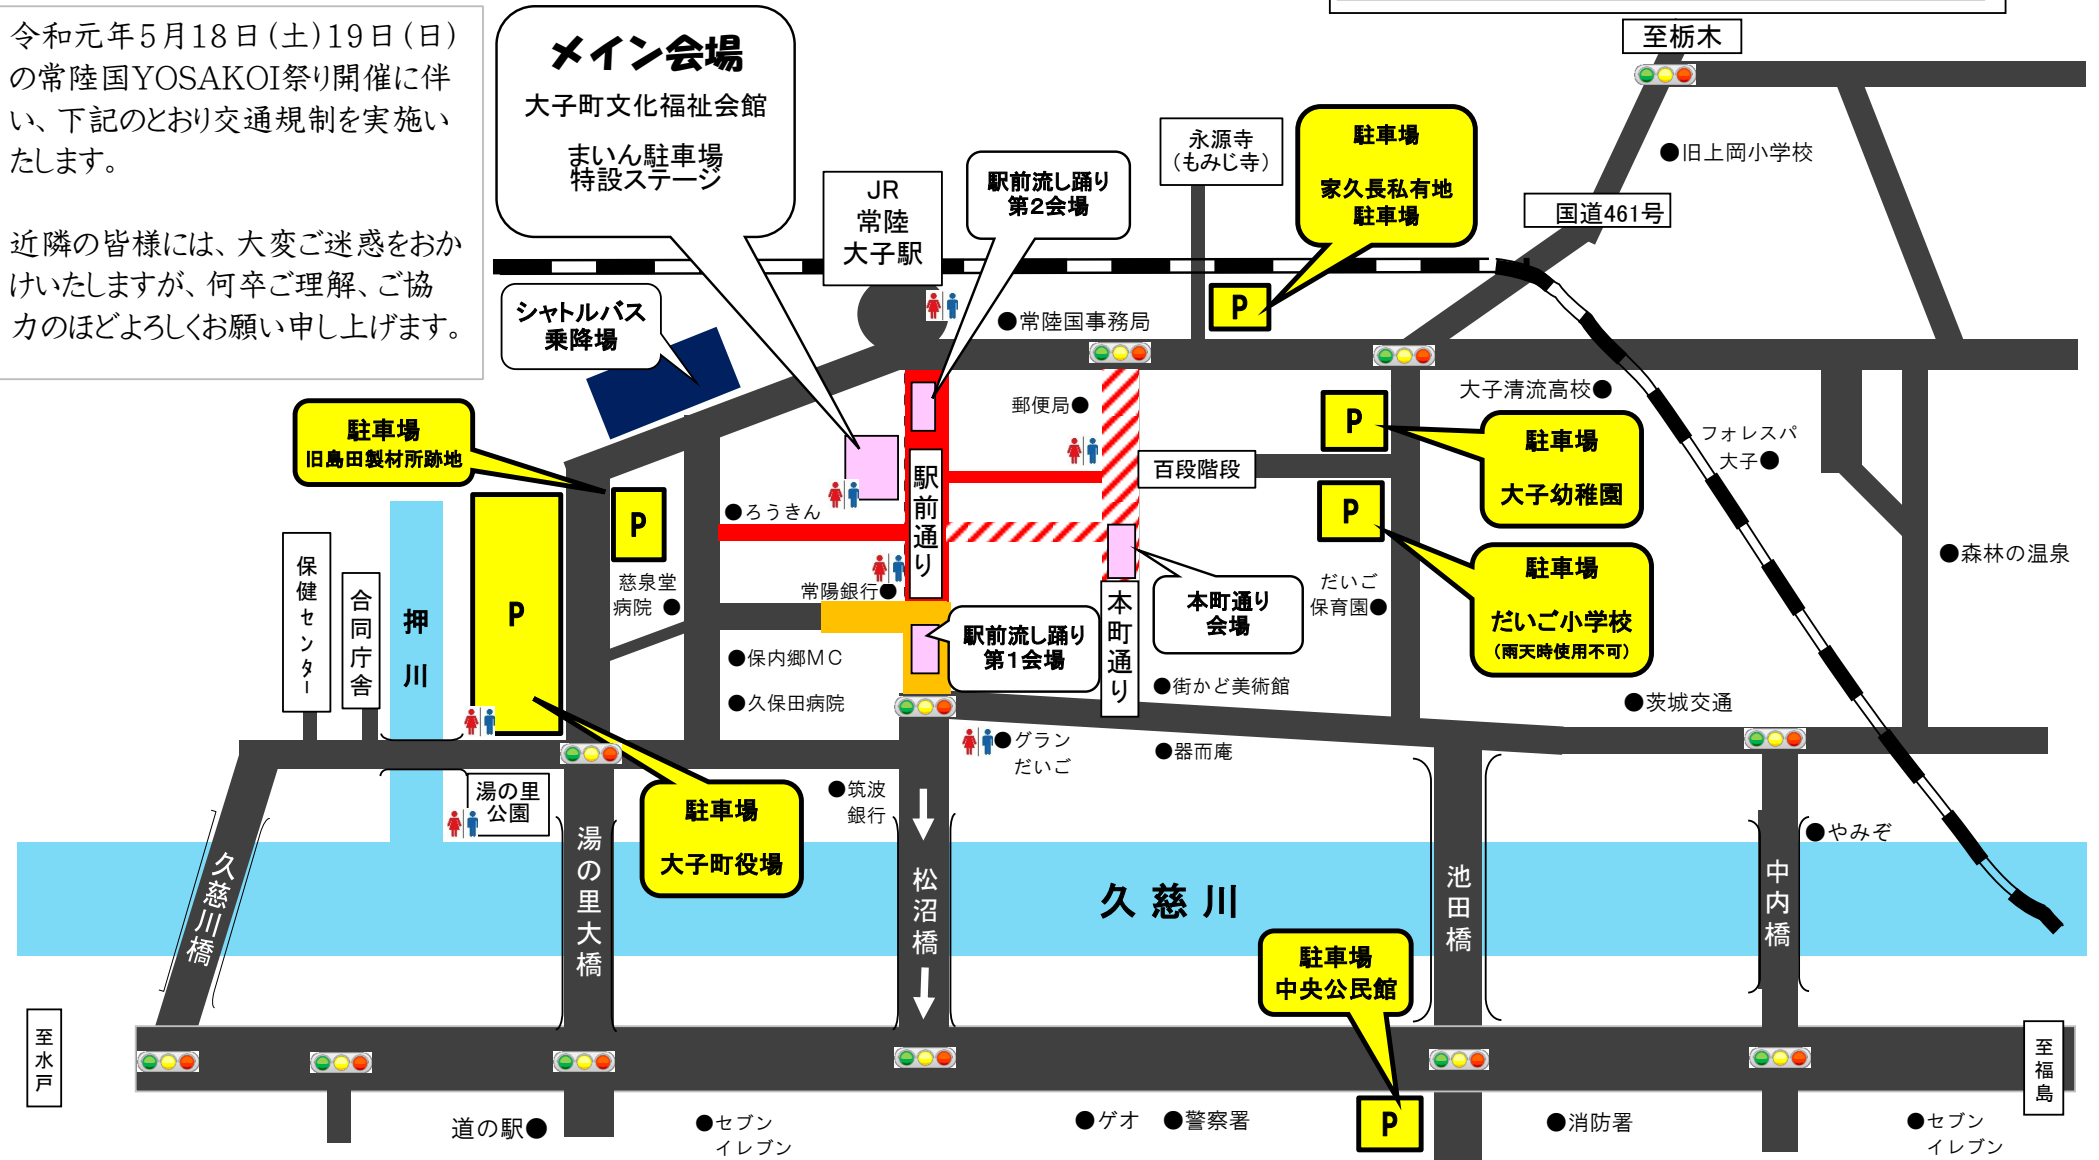 令和元年5月18日(土)19日(日)
の常陸国YOSAKOI祭り開催に伴
い、下記のとおり交通規制を実施い
たします。
近隣の皆様には、大変ご迷惑をおか
けいたしますが、何卒ご理解、ご協
力のほどよろしくお願い申し上げます。
メイン会場
大子町文化福祉会館
まいん駐車場
特設ステージ
至栃木
●旧上岡小学校
国道461号
駐車場
家久長私有地
駐車場
永源寺
(もみじ寺)
駅前流し踊り
第2会場
JR
常陸
大子駅
シャトルバス
乗降場
●常陸国事務局
P
駐車場
旧島田製材所跡地
P
P
郵便局●
大子清流高校●
P
駐車場
大子幼稚園
フォレスパ
大子●
百段階段
駅前通り
●ろうきん
P
駐車場
だいご小学校
(雨天時使用不可)
●森林の温泉
保健センター
合同庁舎
押川
慈泉堂
病院 ●
常陽銀行●
駅前流し踊り
第1会場
本町通り
本町通り
会場
だいご
保育園●
●保内郷MC
●久保田病院
●街かど美術館
●茨城交通
●グラン
だいご
●器而庵
湯の里
公園
駐車場
大子町役場
●筑波
銀行
●やみぞ
久慈川橋
湯の里大橋
松沼橋
久慈川
池田橋
中内橋
駐車場
中央公民館
至水戸
至福島
道の駅●
●セブン
イレブン
●ゲオ
●警察署
P
●消防署
●セブン
イレブン